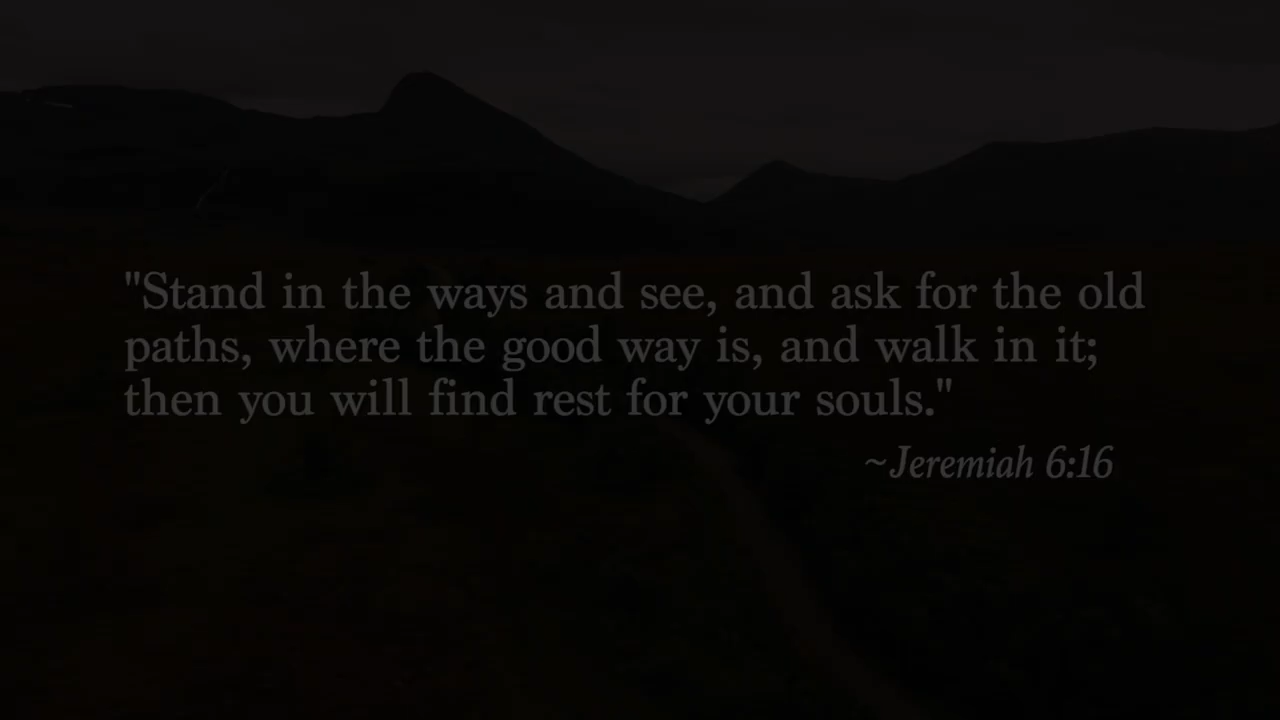 "Stand in the ways and see, and ask for the old
paths, where the good way is, and walk in it;
then you will find rest for your souls."
~Jeremiah 6:16